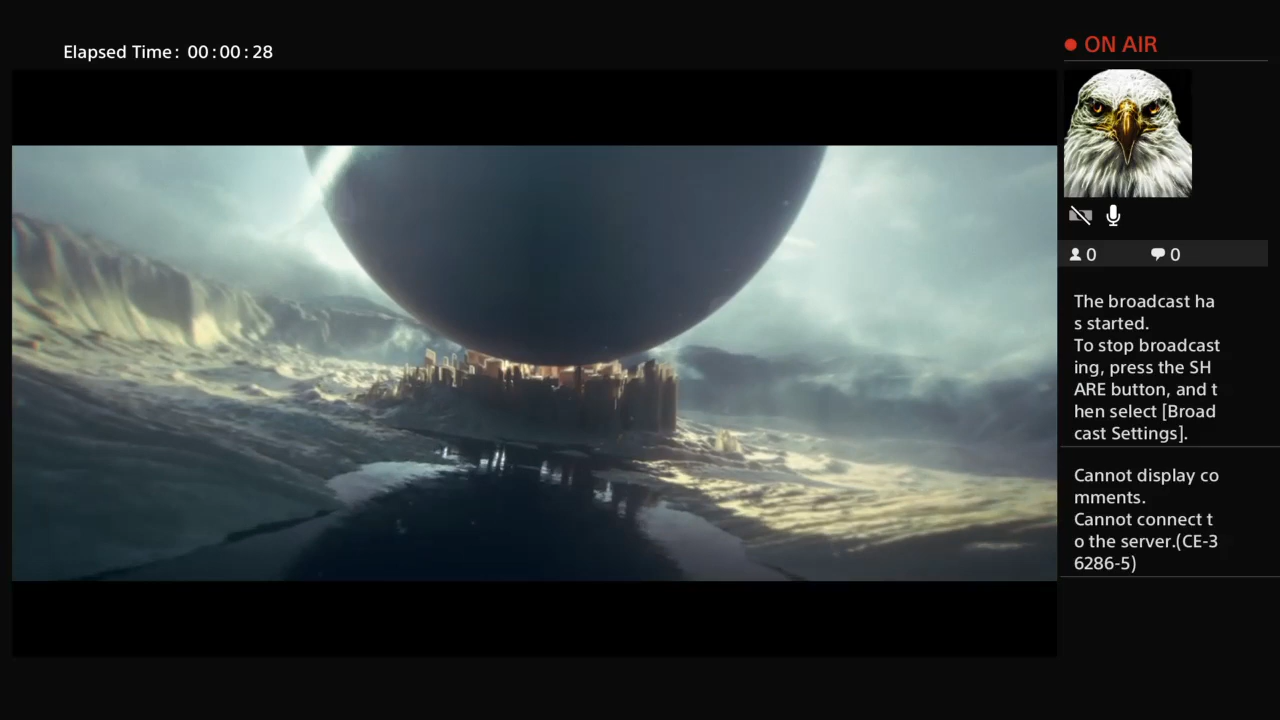 Elapsed Time: 00:00:28
ON AIR
0 0
The broadcast ha
s started.
To stop broadcast
ing, press the SH
ARE button, and t
hen select [Broad
cast Settings].
Cannot display co
mments.
Cannot connect t
o the server.(CE-3
6286-5)